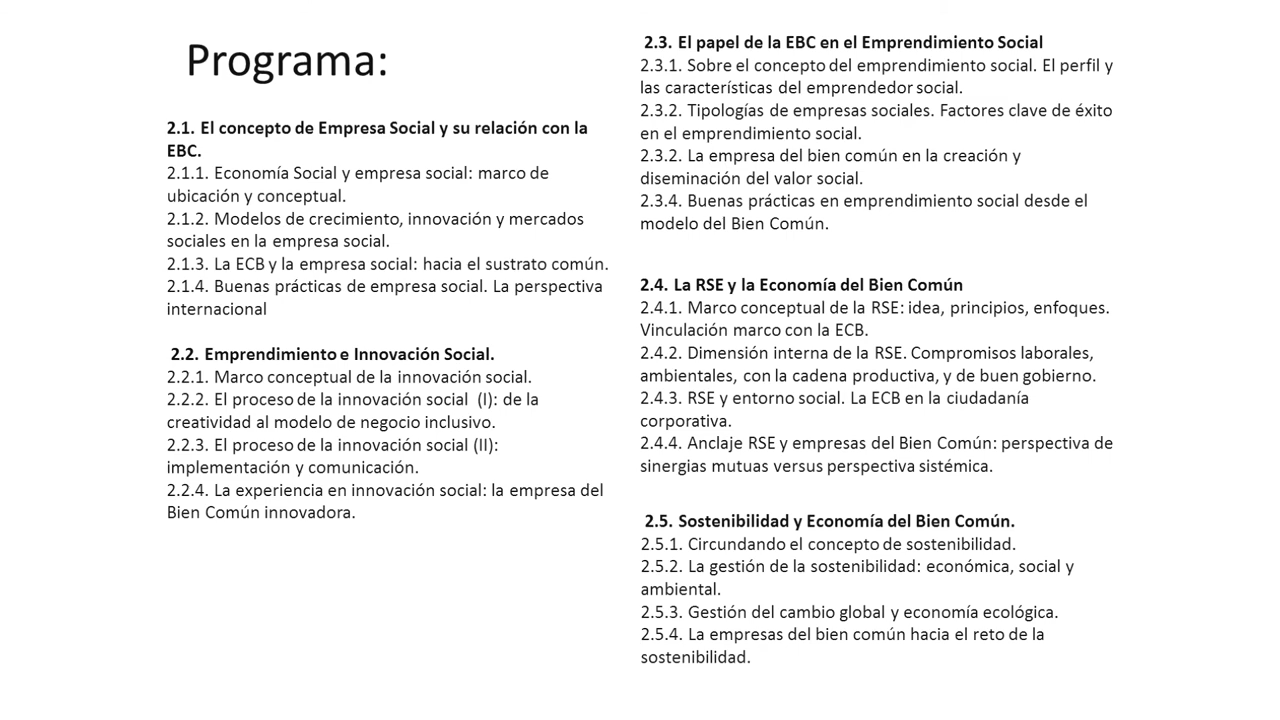 Programa:
2.1. El concepto de Empresa Social y su relación con la
EBC.
2.1.1. Economía Social y empresa social: marco de
ubicación y conceptual.
2.1.2. Modelos de crecimiento, innovación y mercados
sociales en la empresa social.
2.1.3. La ECB y la empresa social: hacia el sustrato común.
2.1.4. Buenas prácticas de empresa social. La perspectiva
internacional
2.2. Emprendimiento e Innovación Social.
2.2.1. Marco conceptual de la innovación social.
2.2.2. El proceso de la innovación social (I): de la
creatividad al modelo de negocio inclusivo.
2.2.3. El proceso de la innovación social (II):
implementación y comunicación.
2.2.4. La experiencia en innovación social: la empresa del
Bien Común innovadora.
2.3. El papel de la EBC en el Emprendimiento Social
2.3.1. Sobre el concepto del emprendimiento social. El perfil y
las características del emprendedor social.
2.3.2. Tipologías de empresas sociales. Factores clave de éxito
en el emprendimiento social.
2.3.2. La empresa del bien común en la creación y
diseminación del valor social.
2.3.4. Buenas prácticas en emprendimiento social desde el
modelo del Bien Común.
2.4. La RSE y la Economía del Bien Común
2.4.1. Marco conceptual de la RSE: idea, principios, enfoques.
Vinculación marco con la ECB.
2.4.2. Dimensión interna de la RSE. Compromisos laborales,
ambientales, con la cadena productiva, y de buen gobierno.
2.4.3. RSE y entorno social. La ECB en la ciudadanía
corporativa.
2.4.4. Anclaje RSE y empresas del Bien Común: perspectiva de
sinergias mutuas versus perspectiva sistémica.
2.5. Sostenibilidad y Economía del Bien Común.
2.5.1. Circundando el concepto de sostenibilidad.
2.5.2. La gestión de la sostenibilidad: económica, social y
ambiental.
2.5.3. Gestión del cambio global y economía ecológica.
2.5.4. La empresas del bien común hacia el reto de la
sostenibilidad.